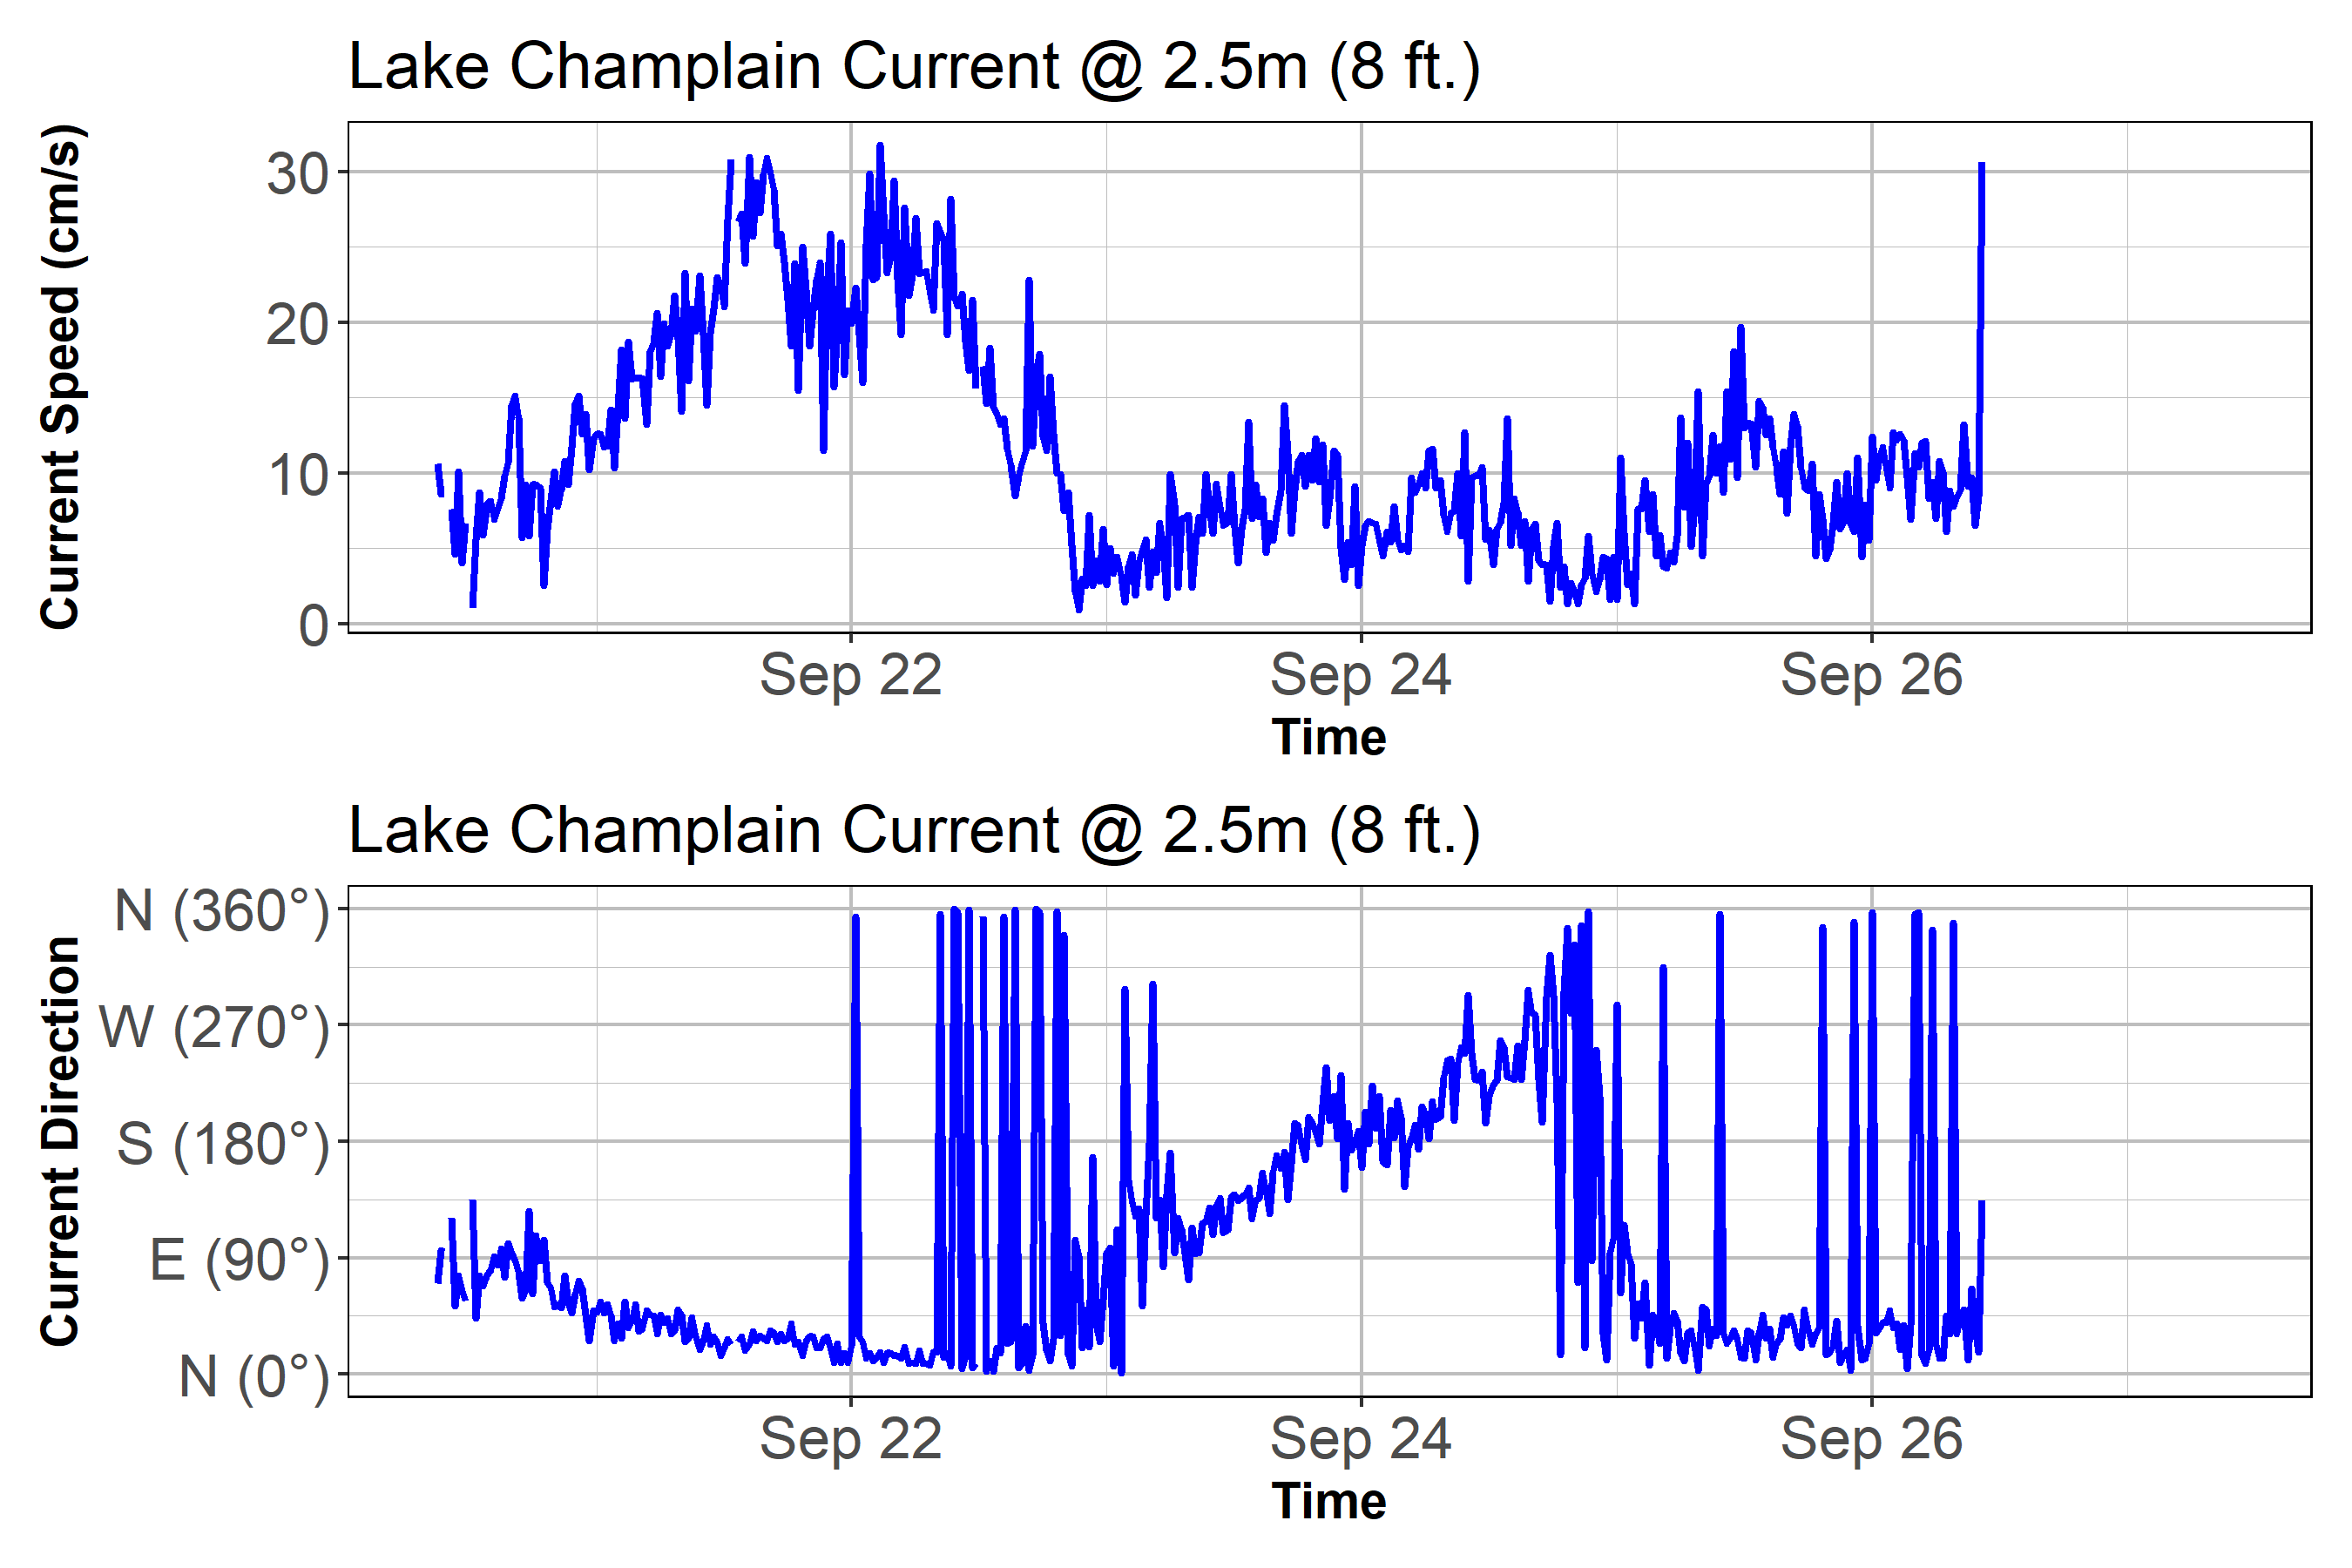 Lake Champlain Current @ 2.5m (8 ft.)
Current Speed (cm/s)
30
20
10
0
Sep 22 Sep 24 Sep 26
Time
Lake Champlain Current @ 2.5m (8 ft.)
Current Direction
N (360°)
W (270°)
S (180°)
E (90°)
N (0°)
Sep 22 Sep 24 Sep 26
Time